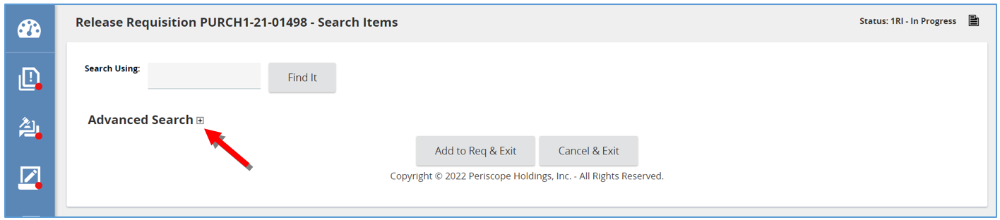 Release Requisition PURCH1-21-01498 - Search Items
Status: 1RI - In Progress
Search Using:
Find It
Advanced Search
Add to Req & Exit
Cancel & Exit
Copyright © 2022 Periscope Holdings, Inc. - All Rights Reserved.